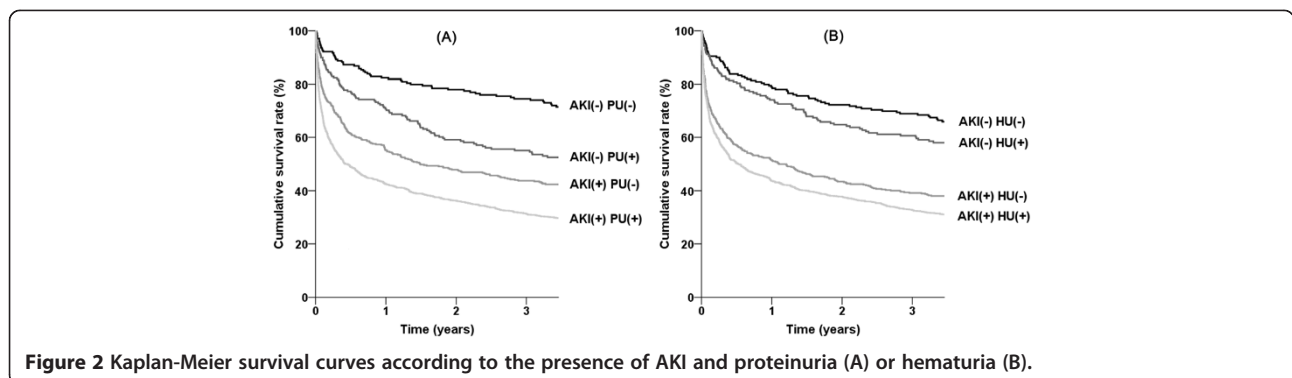 (A)
Cumulative survival rate (%)
100
80
60
40
20
0
AKI(-) PU(-)
AKI(-) PU(+)
AKI(+) PU(-)
AKI(+) PU(+)
0 1 2 3
Time (years)
(B)
Cumulative survival rate (%)
100
80
60
40
20
0
AKI(-) HU(-)
AKI(-) HU(+)
AKI(+) HU(-)
AKI(+) HU(+)
0 1 2 3
Time (years)
Figure 2 Kaplan-Meier survival curves according to the presence of AKI and proteinuria (A) or hematuria (B).